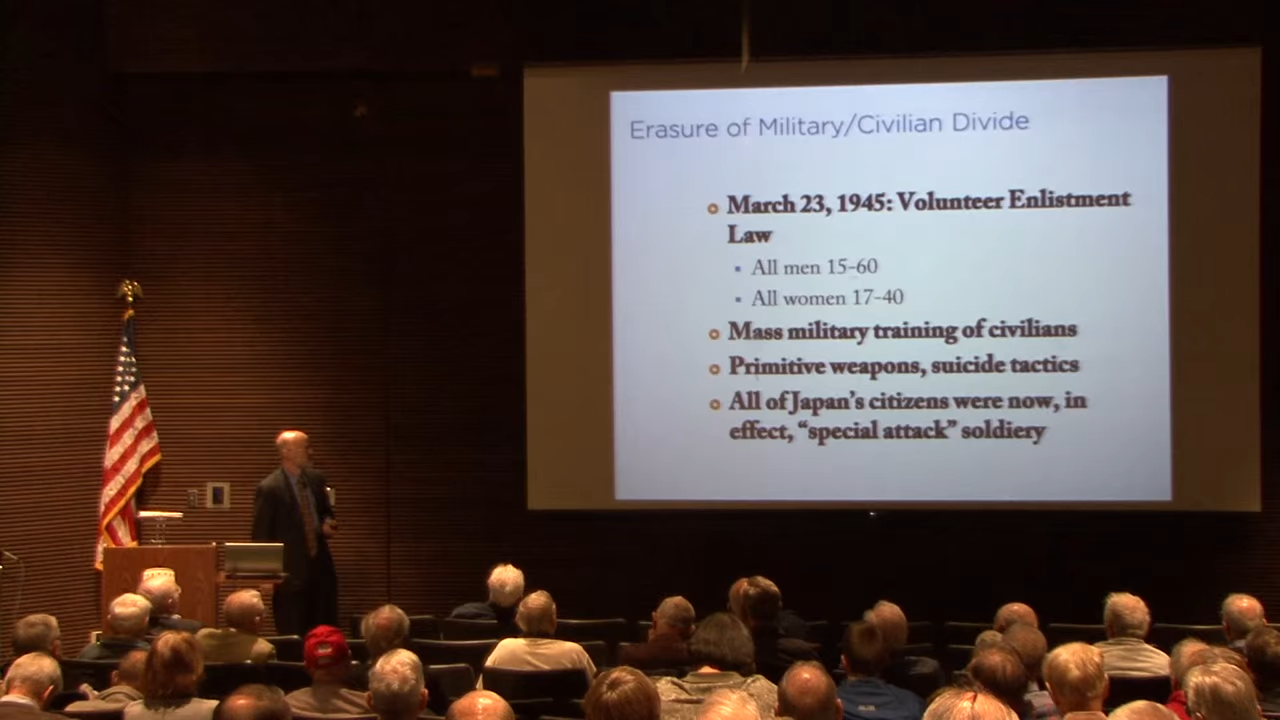 Erasure of Military/Civilian Divide
March 23, 1945: Volunteer Enlistment
Law
All men 15-60
All women 17-40
Mass military training of civilians
Primitive weapons, suicide tactics
All of Japan's citizens were now, in
effect, “special attack” soldiery